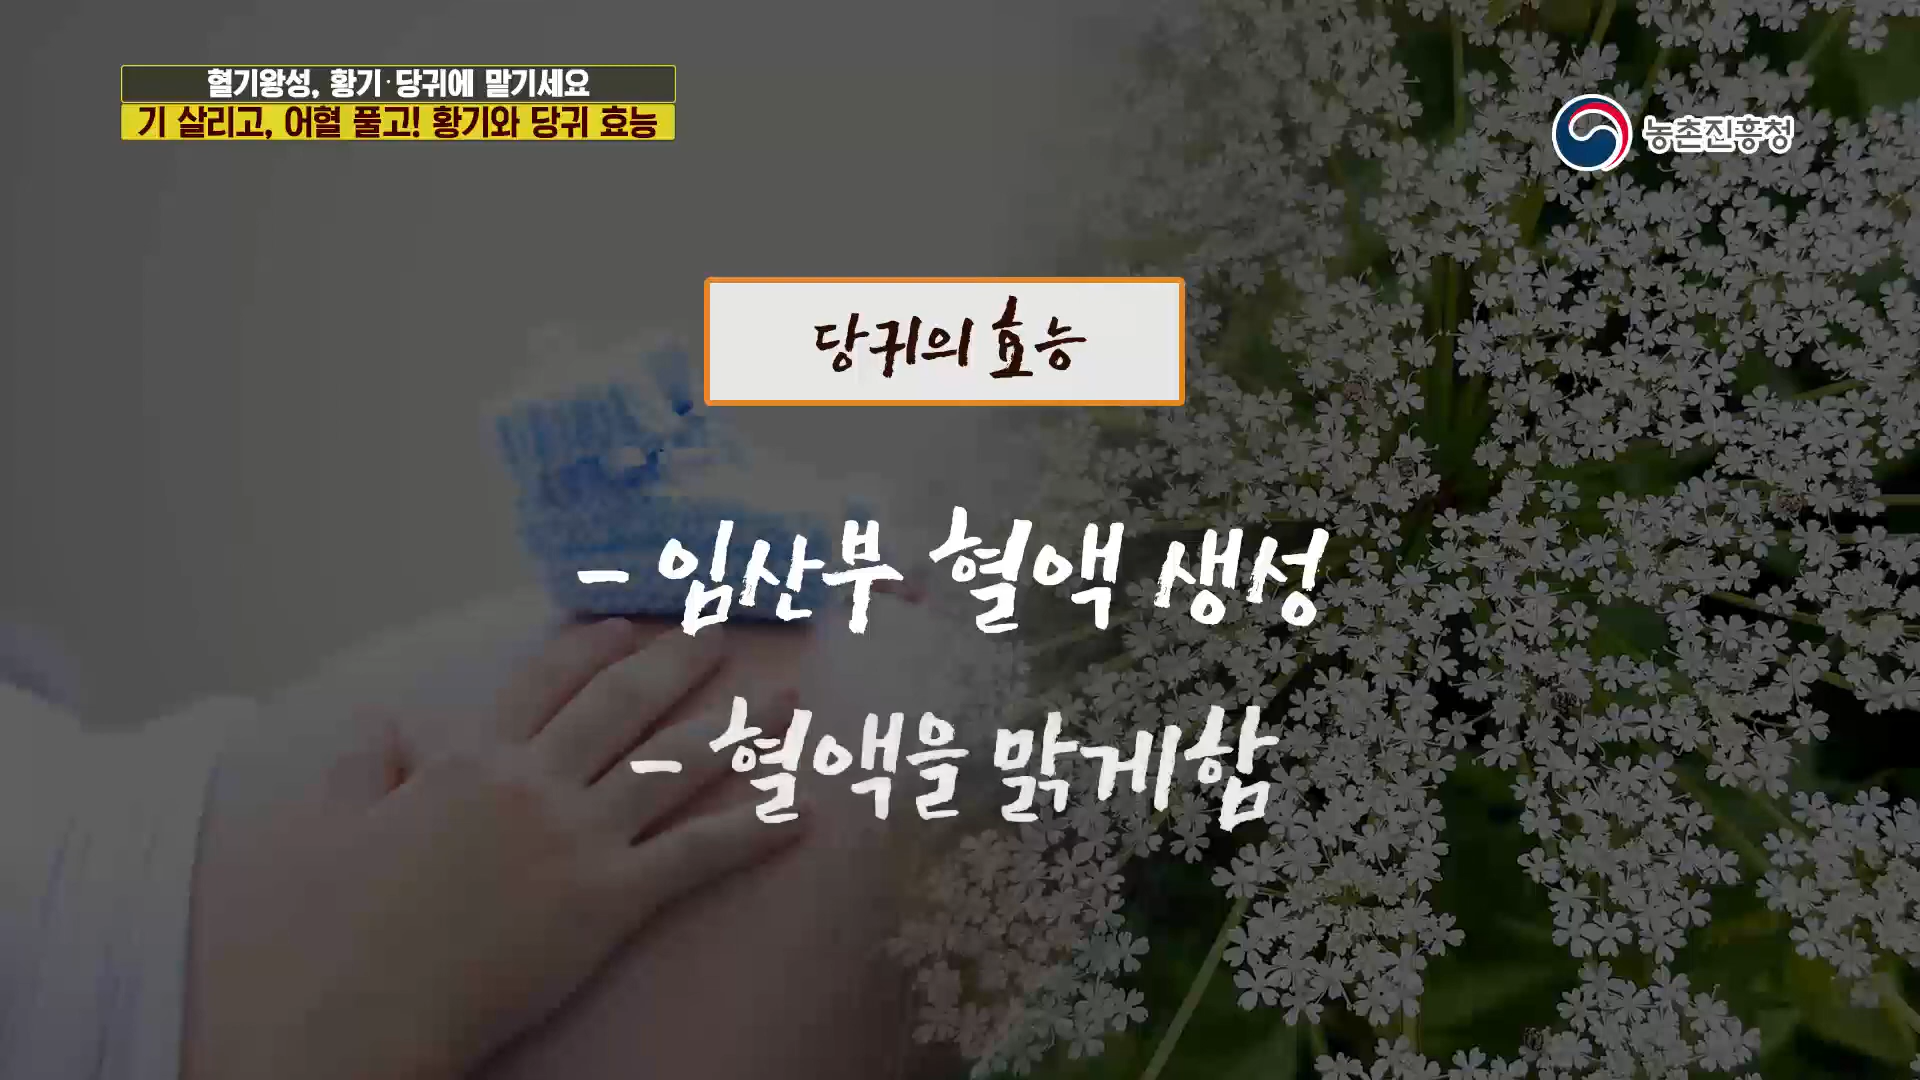 혈기왕성, 황기·당귀에 맡기세요
기 살리고, 어혈 풀고! 황기와 당귀 효능
농촌진흥청
당귀의 효능
- 임산부 혈액 생성
- 혈액을 맑게함